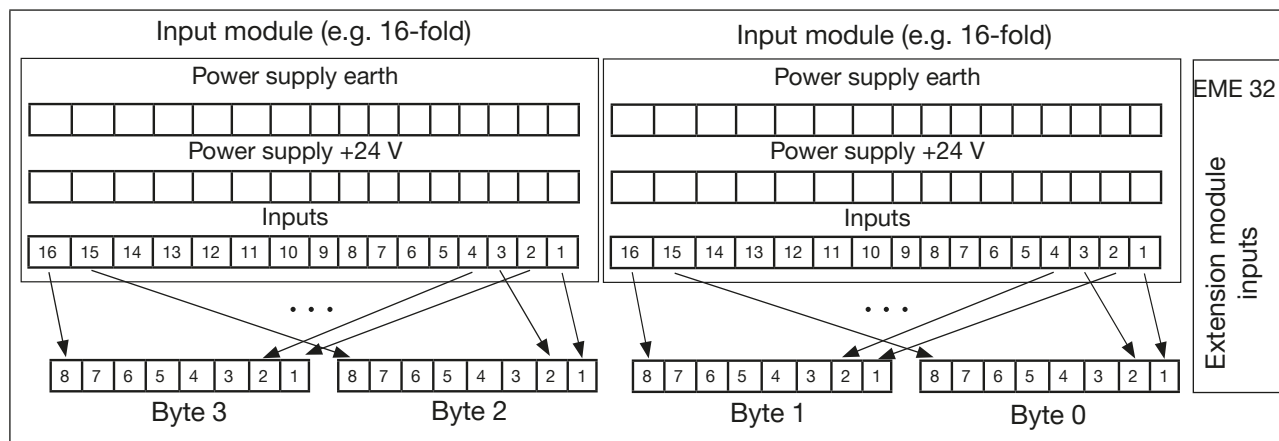 Input module (e.g. 16-fold) Input module (e.g. 16-fold)
Power supply earth Power supply earth
EME 32
Power supply +24 V Power supply +24 V
Extension module
inputs
Inputs Inputs
16 15 14 13 12 11 10 9 8 7 6 5 4 3 2 1 16 15 14 13 12 11 10 9 8 7 6 5 4 3 2 1
. . . . . .
8 7 6 5 4 3 2 1 8 7 6 5 4 3 2 1 8 7 6 5 4 3 2 1 8 7 6 5 4 3 2 1
Byte 3 Byte 2 Byte 1 Byte 0